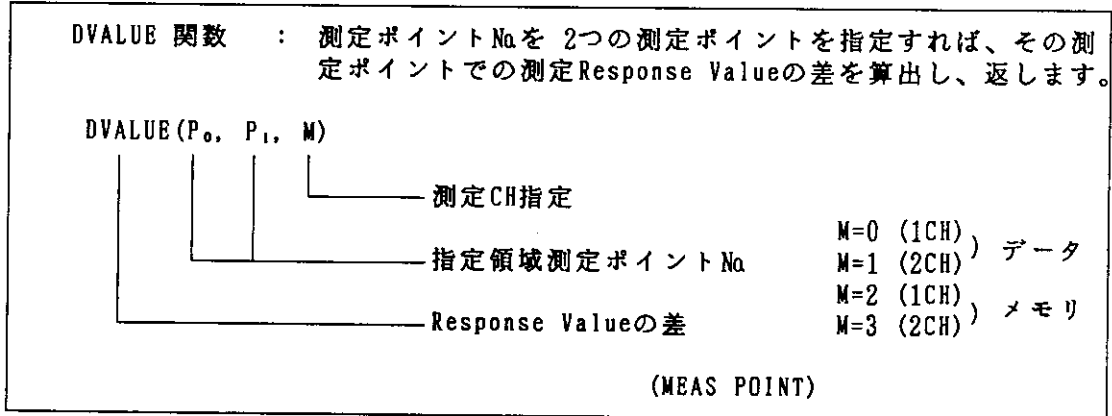 DVALUE 関数 : 測定ポイント№を 2つの測定ポイントを指定すれば、その測
定ポイントでの測定Response Valueの差を算出し、返します。
DVALUE(P₀, P₁, M)
測定CH指定
指定領域測定ポイント№
Response Valueの差
M=0 (1CH)
M=1 (2CH) ) データ
M=2 (1CH)
M=3 (2CH) ) メモリ
(MEAS POINT)